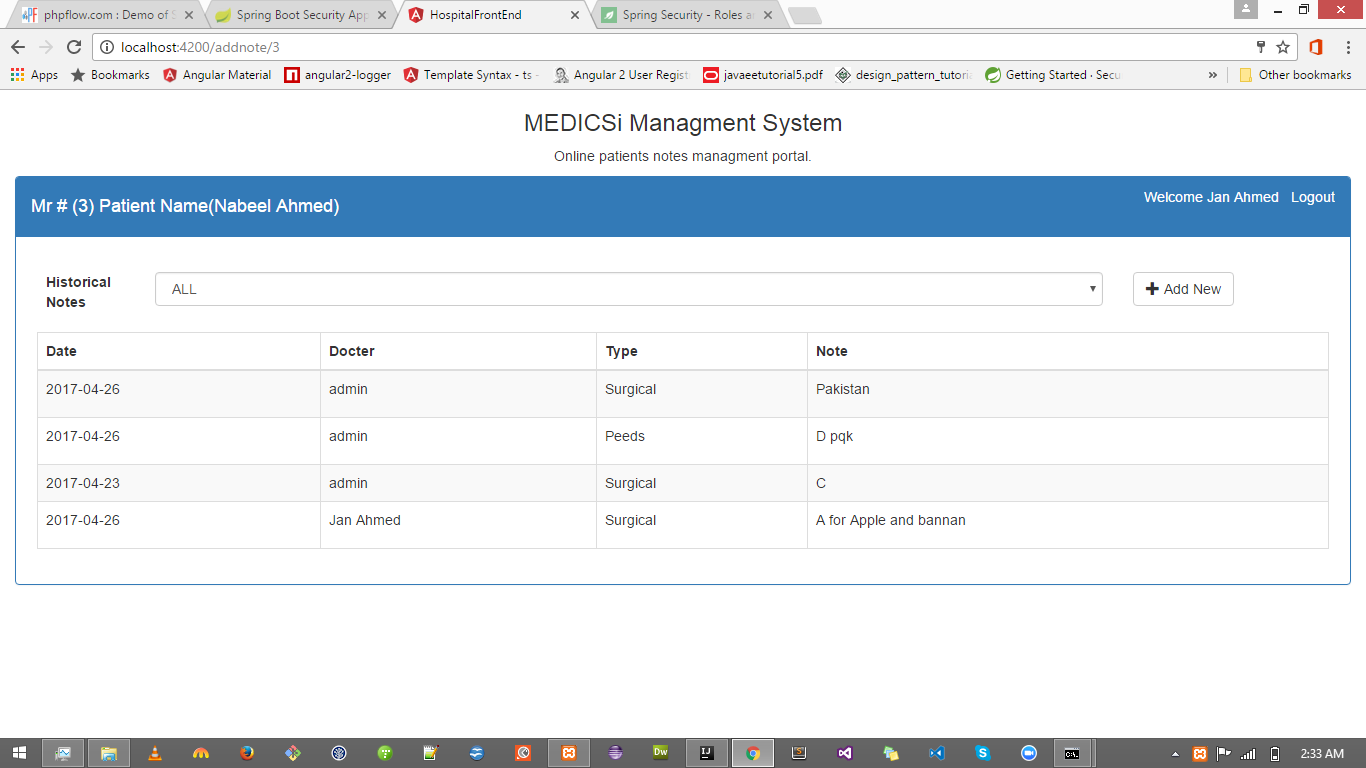 phpflow.com : Demo of S
Spring Boot Security App
HospitalFrontEnd
Spring Security - Roles a
localhost:4200/addnote/3
Apps
Bookmarks
Angular Material
angular2-logger
Template Syntax - ts -
Angular 2 User Regist
javaeetutorial5.pdf
design_pattern_tutoria
Getting Started · Secu
»
Other bookmarks
MEDICSi Managment System
Online patients notes managment portal.
Mr # (3) Patient Name(Nabeel Ahmed)
Welcome Jan Ahmed Logout
Historical
Notes
ALL
Add New
Date Docter Type Note
2017-04-26 admin Surgical Pakistan
2017-04-26 admin Peeds D pqk
2017-04-23 admin Surgical C
2017-04-26 Jan Ahmed Surgical A for Apple and bannan
Dw
IJ
C:\
2:33 AM